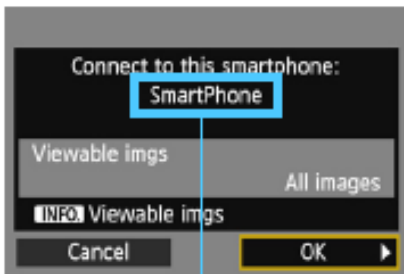 Connect to this smartphone:
SmartPhone
Viewable imgs
All images
INFO. Viewable imgs
Cancel
OK